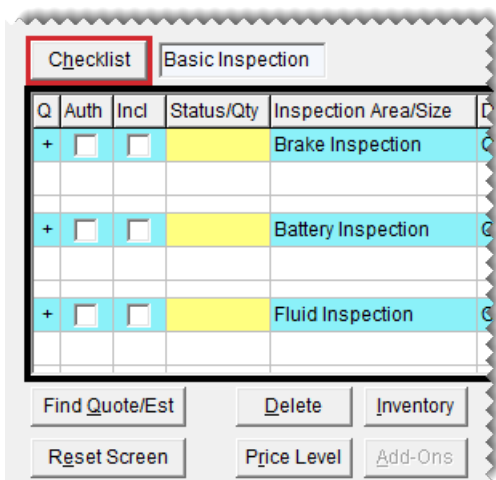 Checklist Basic Inspection
Q Auth Incl Status/Qty Inspection Area/Size
+ Brake Inspection
+ Battery Inspection
+ Fluid Inspection
Find Quote/Est Delete Inventory
Reset Screen Price Level Add-Ons